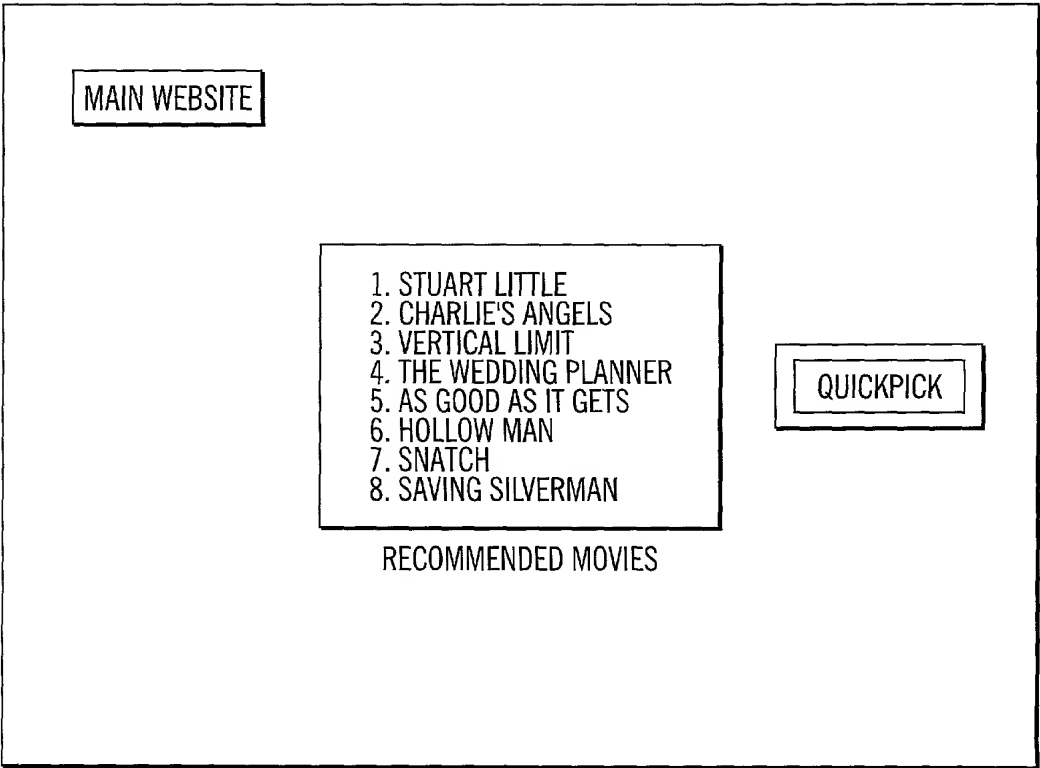 MAIN WEBSITE
1. STUART LITTLE
2. CHARLIE'S ANGELS
3. VERTICAL LIMIT
4. THE WEDDING PLANNER
5. AS GOOD AS IT GETS
6. HOLLOW MAN
7. SNATCH
8. SAVING SILVERMAN
QUICKPICK
RECOMMENDED MOVIES